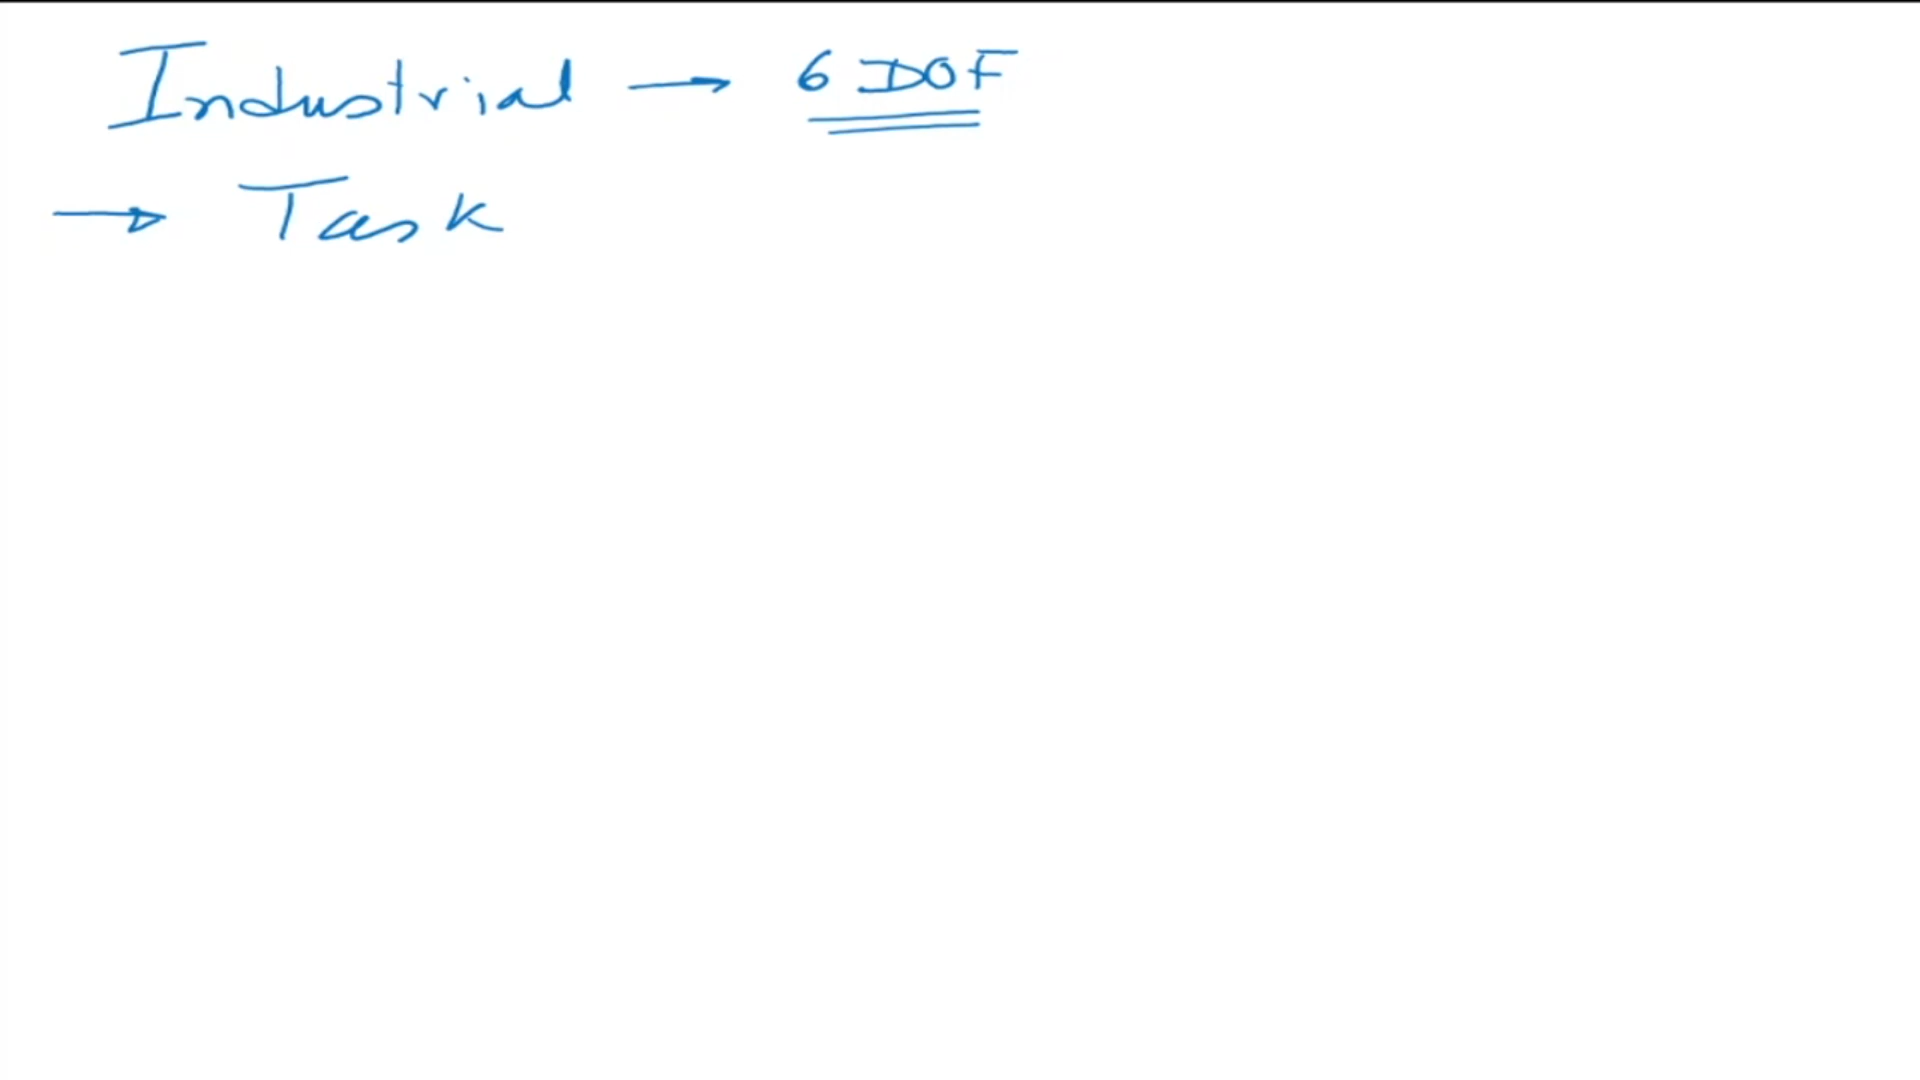 Industrial → 6 DOF
→ Task